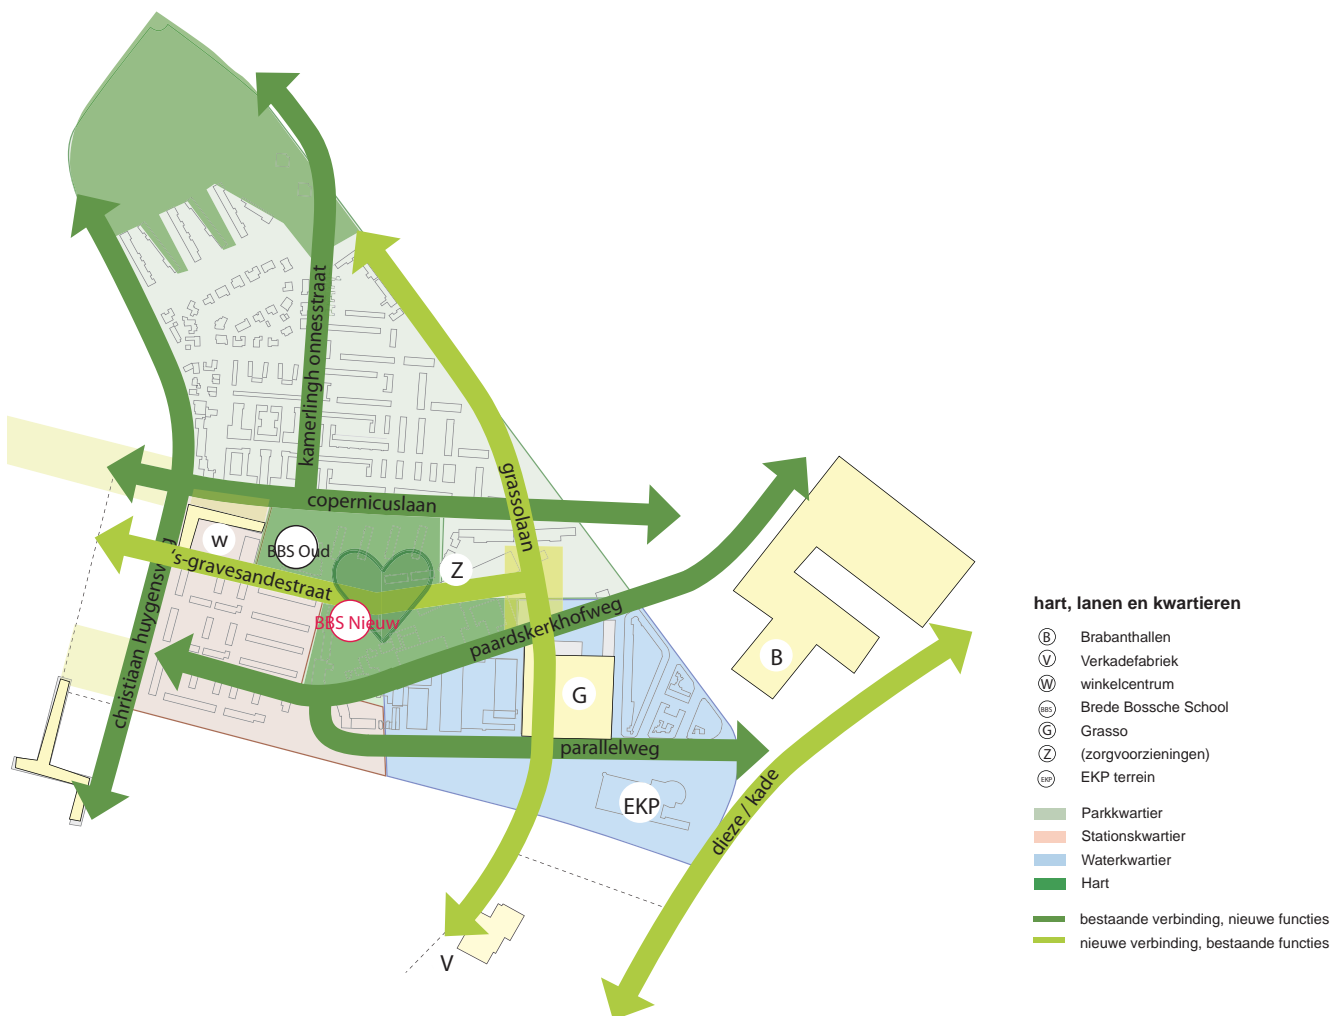 kamerlingh onnesstraat
grassolaan
copernicuslaan
W
BBS Oud
Z
's-gravesandestraat
BBS Nieuw
paardskerkhofweg
christiaan huygensweg
B
G
parallelweg
EKP
dieze / kade
V
hart, lanen en kwartieren
B Brabanthallen
V Verkadefabriek
W winkelcentrum
BBS Brede Bossche School
G Grasso
Z (zorgvoorzieningen)
EKP EKP terrein
Parkkwartier
Stationskwartier
Waterkwartier
Hart
bestaande verbinding, nieuwe functies
nieuwe verbinding, bestaande functies